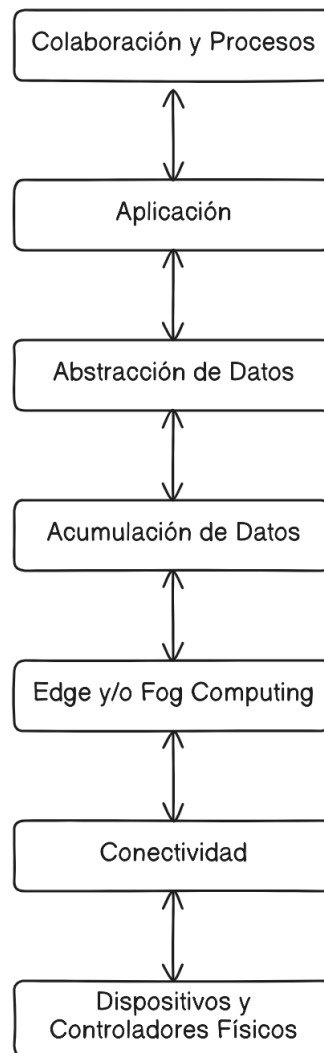 Colaboración y Procesos
Aplicación
Abstracción de Datos
Acumulación de Datos
Edge y/o Fog Computing
Conectividad
Dispositivos y
Controladores Físicos